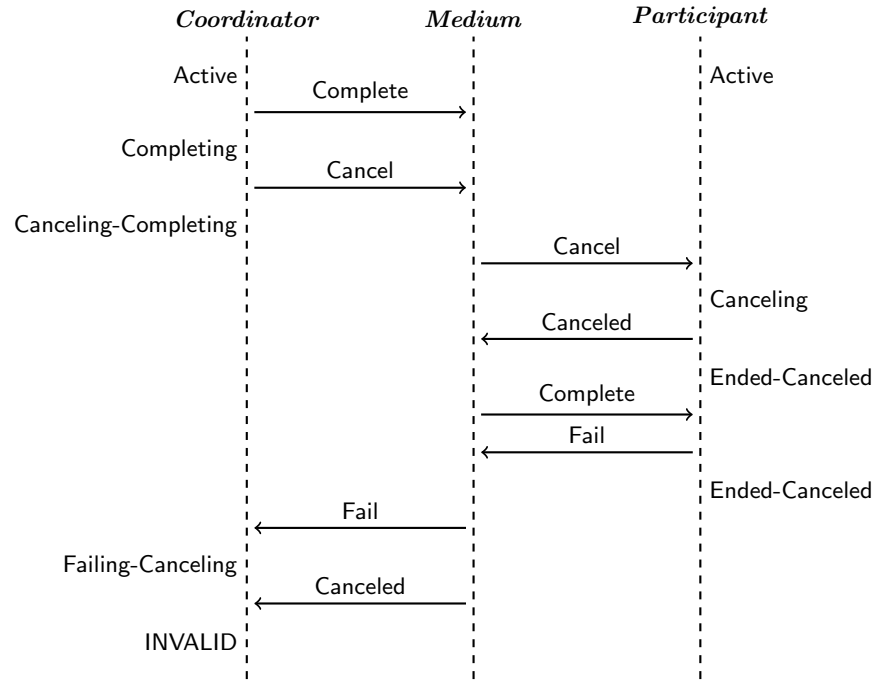 Coordinator Medium Participant
Active Active
Complete
Completing
Cancel
Canceling-Completing
Cancel
Canceling
Canceled
Ended-Canceled
Complete
Fail
Ended-Canceled
Fail
Failing-Canceling
Canceled
INVALID